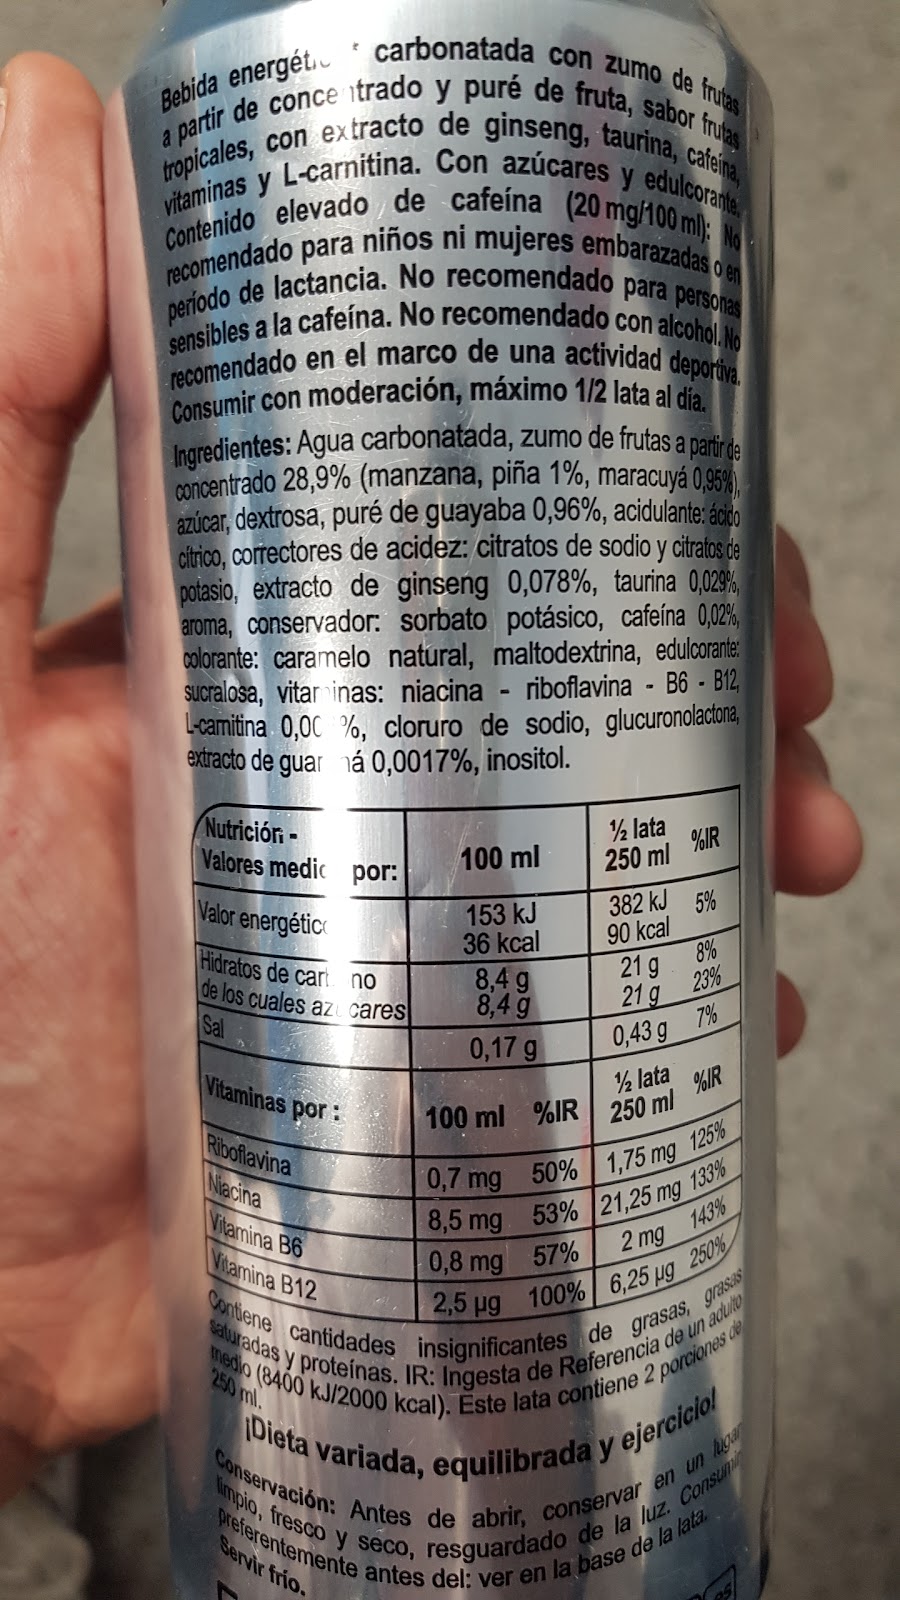 Bebida carbonatada con zumo de frutas
a partir de y puré de fruta, sabor frutas
tropicales, con extracto de ginseng, taurina, cafeína,
vitaminas y L-carnitina. Con azúcares y edulcorante.
Contenido elevado de cafeína (20 mg/100 ml): No
recomendado para niños ni mujeres embarazadas o en
período de lactancia. No recomendado para personas
sensibles a la cafeína. No recomendado con alcohol. No
recomendado en el marco de una actividad deportiva.
Consumir con moderación, máximo 1/2 lata al día.
Ingredientes: Agua carbonatada, zumo de frutas a partir de
concentrado 28,9% (manzana, piña 1%, maracuyá 0,95%),
azúcar, dextrosa, puré de guayaba 0,96%, acidulante: ácido
cítrico, correctores de acidez: citratos de sodio y citratos de
potasio, extracto de ginseng 0,078%, taurina 0,029%,
aroma, conservador: sorbato potásico, cafeína 0,02%,
colorante: caramelo natural, maltodextrina, edulcorante:
sucralosa, vitaminas: niacina - riboflavina - B6 - B12,
L-carnitina %, cloruro de sodio, glucuronolactona,
extracto de guaraná 0,0017%, inositol.
Nutrición -
Valores medios por: 100 ml ½ lata 250 ml %IR
Valor energético 153 kJ 382 kJ 5%
36 kcal 90 kcal
Hidratos de carbono 8,4 g 21 g 8%
de los cuales azúcares 8,4 g 21 g 23%
Sal 0,17 g 0,43 g 7%
Vitaminas por : 100 ml %IR ½ lata 250 ml %IR
Riboflavina 0,7 mg 50% 1,75 mg 125%
Niacina 8,5 mg 53% 21,25 mg 133%
Vitamina B6 0,8 mg 57% 2 mg 143%
Vitamina B12 2,5 µg 100% 6,25 µg 250%
Contiene cantidades insignificantes de grasas, grasas
saturadas y proteínas. IR: Ingesta de Referencia de un adulto
medio (8400 kJ/2000 kcal). Este lata contiene 2 porciones de
250 ml.
¡Dieta variada, equilibrada y ejercicio!
Conservación: Antes de abrir, conservar en un lugar
limpio, fresco y seco, resguardado de la luz. Consumir
preferentemente antes del: ver en la base de la lata.
Servir frío.